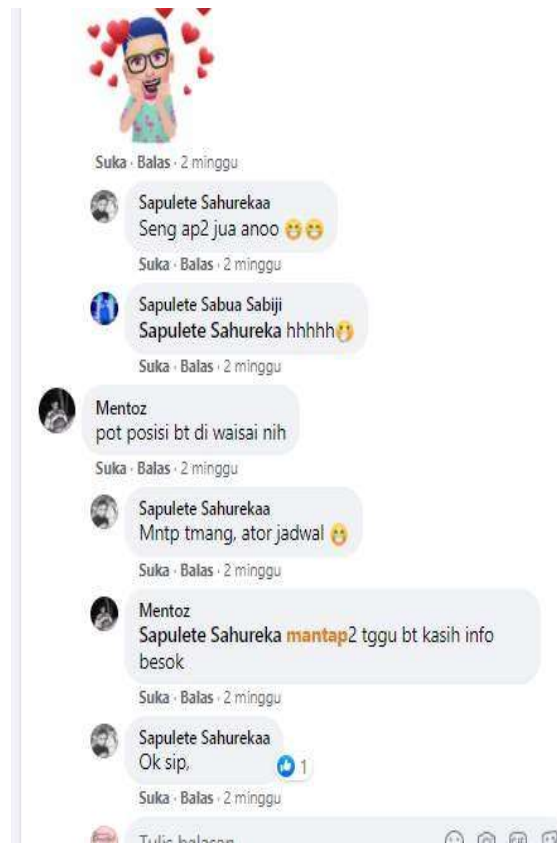 Suka · Balas · 2 minggu
Sapulete Sahurekaa
Seng ap2 jua anoo 😁😁
Suka · Balas · 2 minggu
Sapulete Sabua Sabiji
Sapulete Sahureka hhhhh🤭
Suka · Balas · 2 minggu
Mentoz
pot posisi bt di waisai nih
Suka · Balas · 2 minggu
Sapulete Sahurekaa
Mntp tmang, ator jadwal 😁
Suka · Balas · 2 minggu
Mentoz
Sapulete Sahureka mantap2 tggu bt kasih info
besok
Suka · Balas · 2 minggu
Sapulete Sahurekaa
Ok sip,
1
Suka · Balas · 2 minggu
Tulis balasan